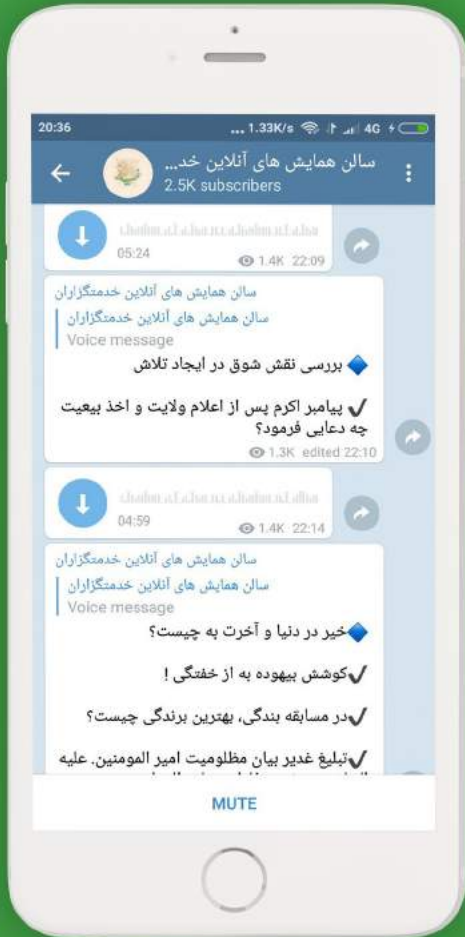 20:36
... 1.33K/s 4G
سالن همایش های آنلاین خد...
2.5K subscribers
05:24
1.4K 22:09
سالن همایش های آنلاین خدمتگزاران
سالن همایش های آنلاین خدمتگزاران
Voice message
بررسی نقش شوق در ایجاد تلاش
✔ پیامبر اکرم پس از اعلام ولایت و اخذ بیعیت
چه دعایی فرمود؟
1.3K edited 22:10
04:59
1.4K 22:14
سالن همایش های آنلاین خدمتگزاران
سالن همایش های آنلاین خدمتگزاران
Voice message
خیر در دنیا و آخرت به چیست؟
✔کوشش بیهوده به از خفتگی !
✔در مسابقه بندگی، بهترین برندگی چیست؟
✔تبلیغ غدیر بیان مظلومیت امیر المومنین. علیه
MUTE